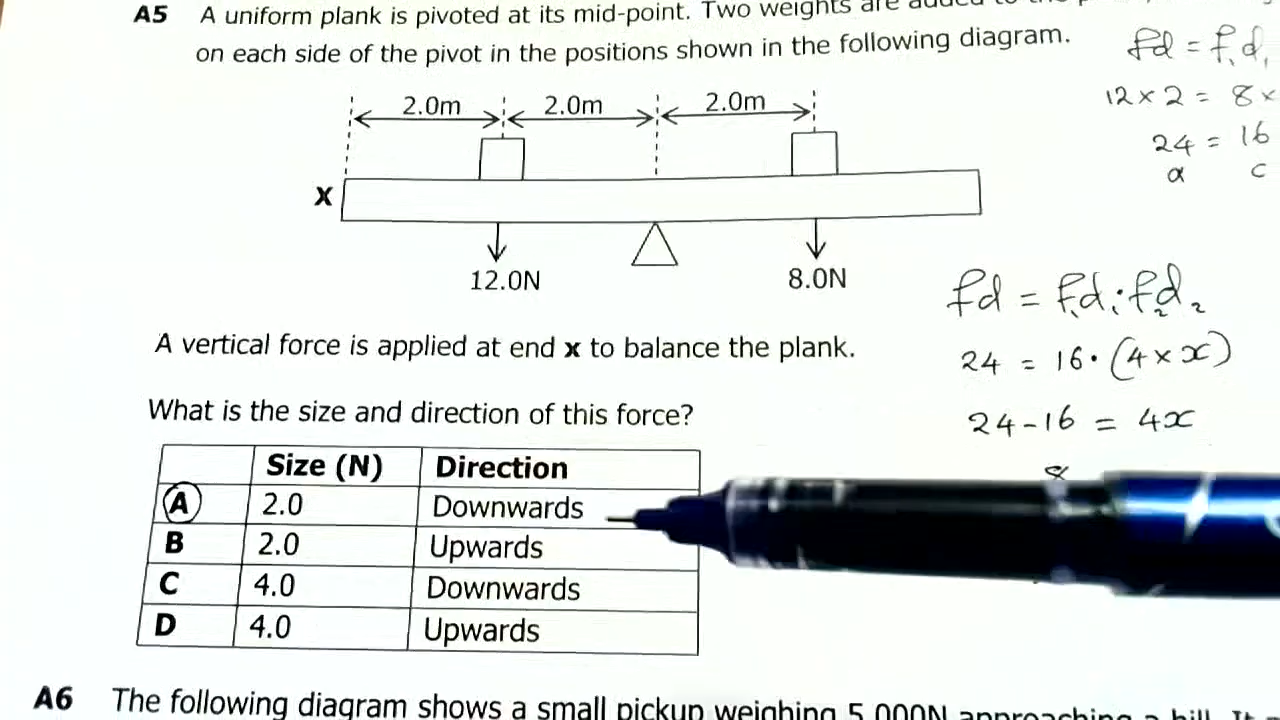 A5 A uniform plank is pivoted at its mid-point. Two weights are added to the
on each side of the pivot in the positions shown in the following diagram.
fd = f₁d₁
12 × 2 = 8 ×
24 = 16
a c
2.0m 2.0m 2.0m
X
12.0N 8.0N
fd = f₁d₁ · f₂d₂
24 = 16 · (4 × x)
24 - 16 = 4x
8
A vertical force is applied at end x to balance the plank.
What is the size and direction of this force?
Size (N) Direction
A 2.0 Downwards
B 2.0 Upwards
C 4.0 Downwards
D 4.0 Upwards
A6 The following diagram shows a small pickup weighing 5 000N approaching a hill. It